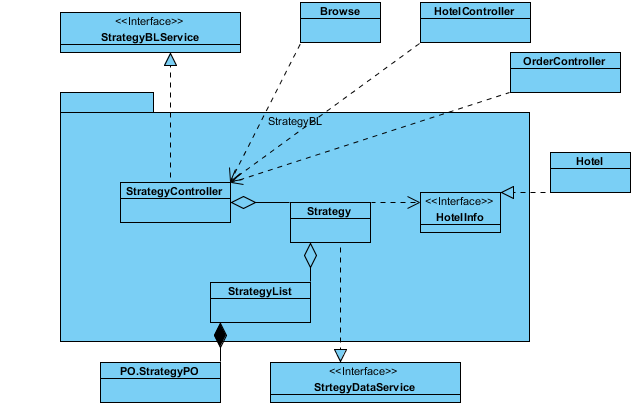 <<Interface>>
StrategyBLService
Browse
HotelController
OrderController
StrategyBL
Hotel
StrategyController
<<Interface>>
HotelInfo
Strategy
StrategyList
PO.StrategyPO
<<Interface>>
StrtegyDataService